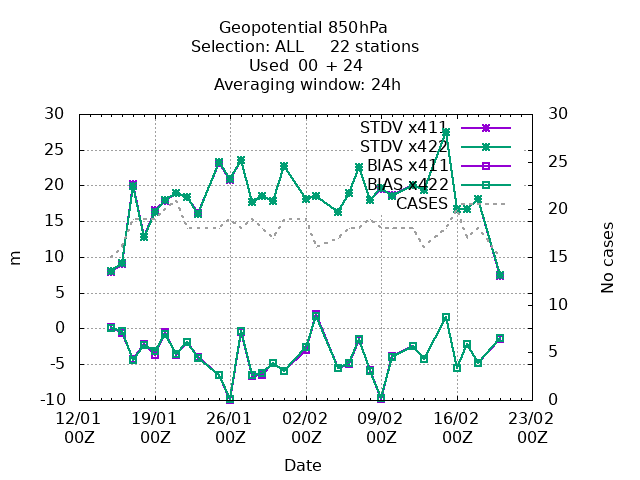 Geopotential 850hPa
Selection: ALL 22 stations
Used 00 + 24
Averaging window: 24h
30 30
STDV x411
STDV x422
BIAS x411
BIAS x422
CASES
25
20
15
10
5
0
-5
-10
25
20
15
10
5
0
m
No cases
12/01 19/01 26/01 02/02 09/02 16/02 23/02
00Z 00Z 00Z 00Z 00Z 00Z 00Z
Date